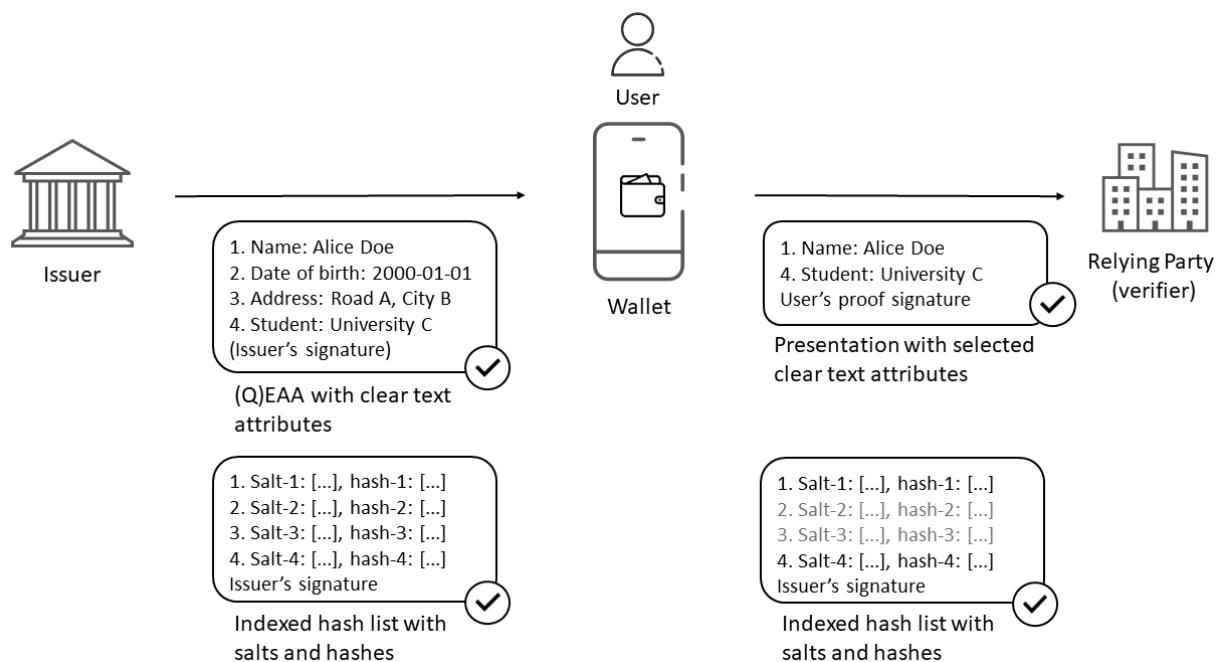 User
Issuer
Wallet
Relying Party
(verifier)
1. Name: Alice Doe
2. Date of birth: 2000-01-01
3. Address: Road A, City B
4. Student: University C
(Issuer's signature)
(Q)EAA with clear text
attributes
1. Name: Alice Doe
4. Student: University C
User's proof signature
Presentation with selected
clear text attributes
1. Salt-1: [...], hash-1: [...]
2. Salt-2: [...], hash-2: [...]
3. Salt-3: [...], hash-3: [...]
4. Salt-4: [...], hash-4: [...]
Issuer's signature
Indexed hash list with
salts and hashes
1. Salt-1: [...], hash-1: [...]
2. Salt-2: [...], hash-2: [...]
3. Salt-3: [...], hash-3: [...]
4. Salt-4: [...], hash-4: [...]
Issuer's signature
Indexed hash list with
salts and hashes